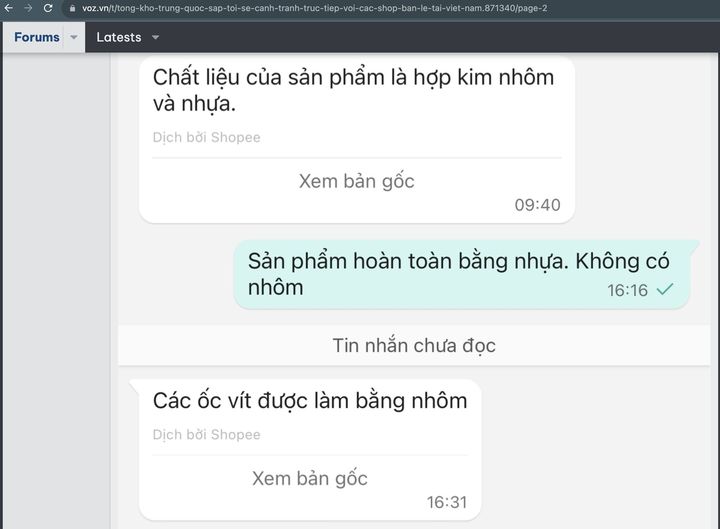 voz.vn/t/tong-kho-trung-quoc-sap-toi-se-canh-tranh-truc-tiep-voi-cac-shop-ban-le-tai-viet-nam.871340/page-2
Forums
Latests
Chất liệu của sản phẩm là hợp kim nhôm
và nhựa.
Dịch bởi Shopee
Xem bản gốc
09:40
Sản phẩm hoàn toàn bằng nhựa. Không có
nhôm
16:16
Tin nhắn chưa đọc
Các ốc vít được làm bằng nhôm
Dịch bởi Shopee
Xem bản gốc
16:31